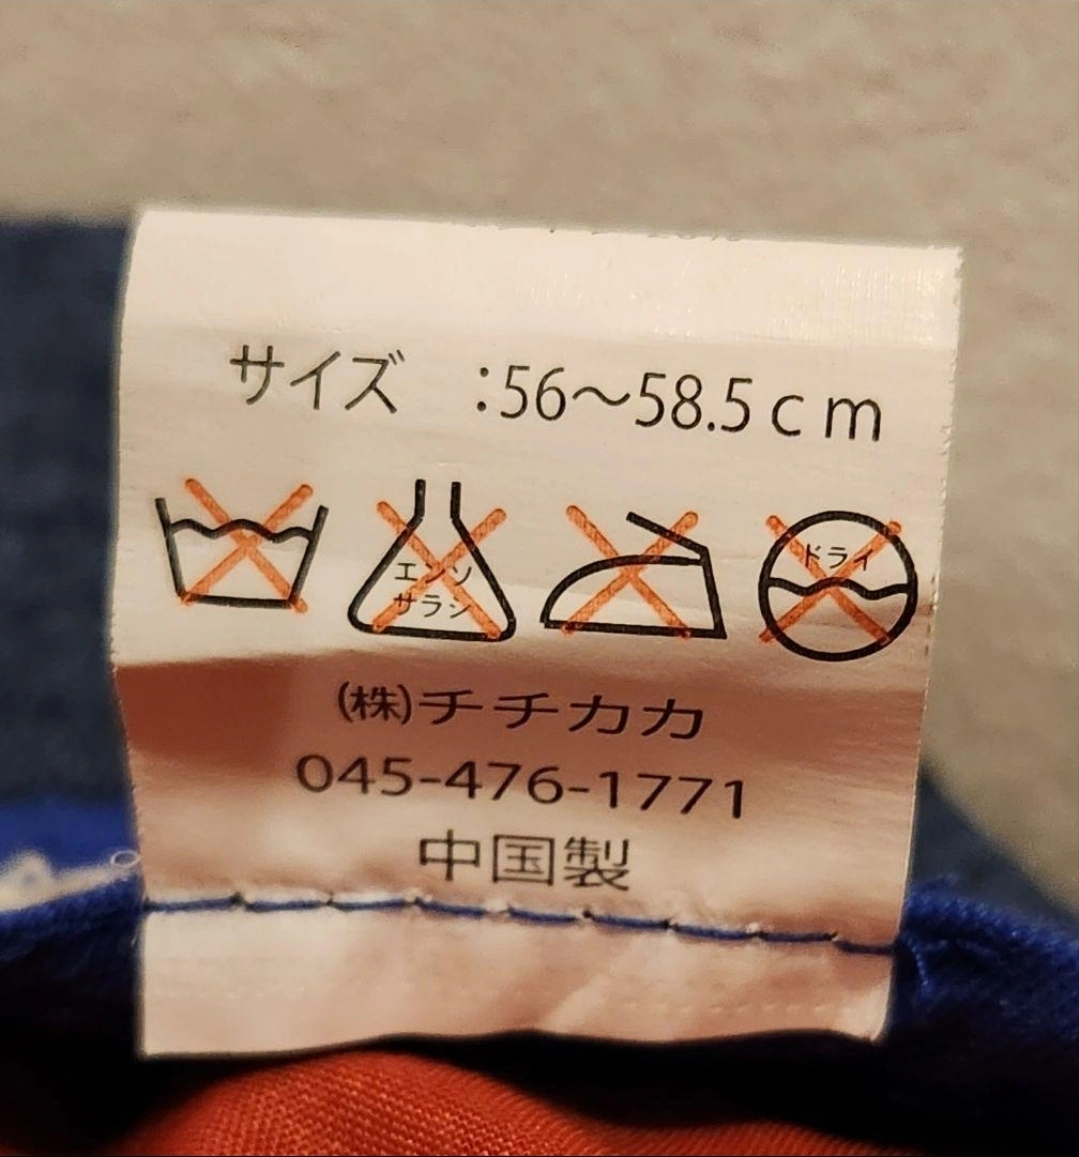 サイズ　:56～58.5ｃｍ
エンソ
サラシ
ドライ
(株)チチカカ
045-476-1771
中国製